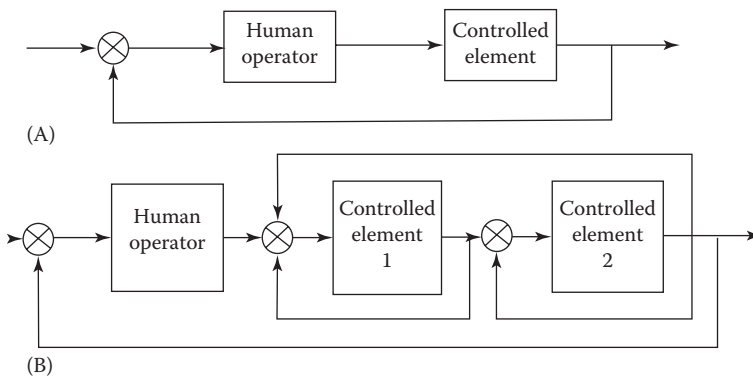 Human
operator
Controlled
element
(A)
Human
operator
Controlled
element
1
Controlled
element
2
(B)